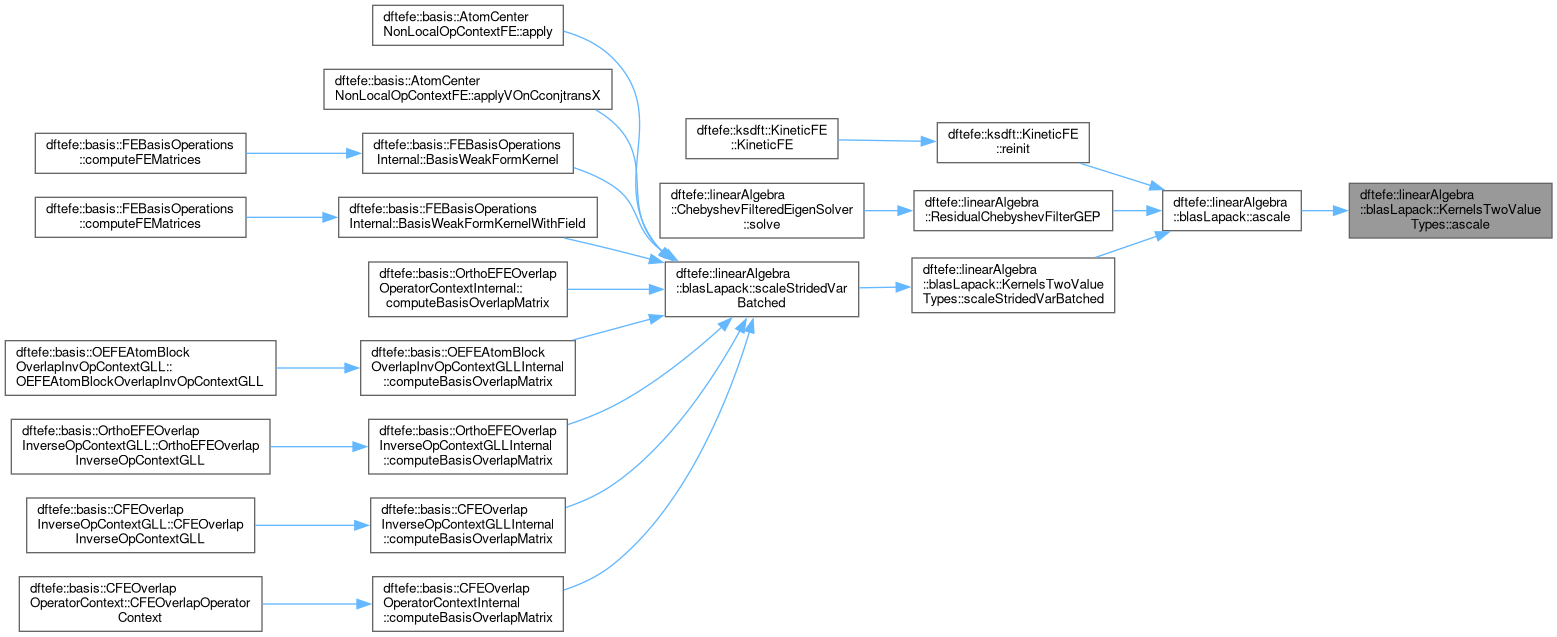 dftefe::basis::AtomCenter
NonLocalOpContextFE::apply
dftefe::basis::AtomCenter
NonLocalOpContextFE::applyVOnCconjtransX
dftefe::basis::FEBasisOperations
::computeFEMatrices
dftefe::basis::FEBasisOperations
Internal::BasisWeakFormKernel
dftefe::basis::FEBasisOperations
::computeFEMatrices
dftefe::basis::FEBasisOperations
Internal::BasisWeakFormKernelWithField
dftefe::basis::OrthoEFEOverlap
OperatorContextInternal::
computeBasisOverlapMatrix
dftefe::basis::OEFEAtomBlock
OverlapInvOpContextGLL::
OEFEAtomBlockOverlapInvOpContextGLL
dftefe::basis::OEFEAtomBlock
OverlapInvOpContextGLLInternal
::computeBasisOverlapMatrix
dftefe::basis::OrthoEFEOverlap
InverseOpContextGLL::OrthoEFEOverlap
InverseOpContextGLL
dftefe::basis::OrthoEFEOverlap
InverseOpContextGLLInternal
::computeBasisOverlapMatrix
dftefe::basis::CFEOverlap
InverseOpContextGLL::CFEOverlap
InverseOpContextGLL
dftefe::basis::CFEOverlap
InverseOpContextGLLInternal
::computeBasisOverlapMatrix
dftefe::basis::CFEOverlap
OperatorContext::CFEOverlapOperator
Context
dftefe::basis::CFEOverlap
OperatorContextInternal
::computeBasisOverlapMatrix
dftefe::ksdft::KineticFE
::KineticFE
dftefe::ksdft::KineticFE
::reinit
dftefe::linearAlgebra
::ChebyshevFilteredEigenSolver
::solve
dftefe::linearAlgebra
::ResidualChebyshevFilterGEP
dftefe::linearAlgebra
::blasLapack::scaleStridedVar
Batched
dftefe::linearAlgebra
::blasLapack::KernelsTwoValue
Types::scaleStridedVarBatched
dftefe::linearAlgebra
::blasLapack::ascale
dftefe::linearAlgebra
::blasLapack::KernelsTwoValue
Types::ascale